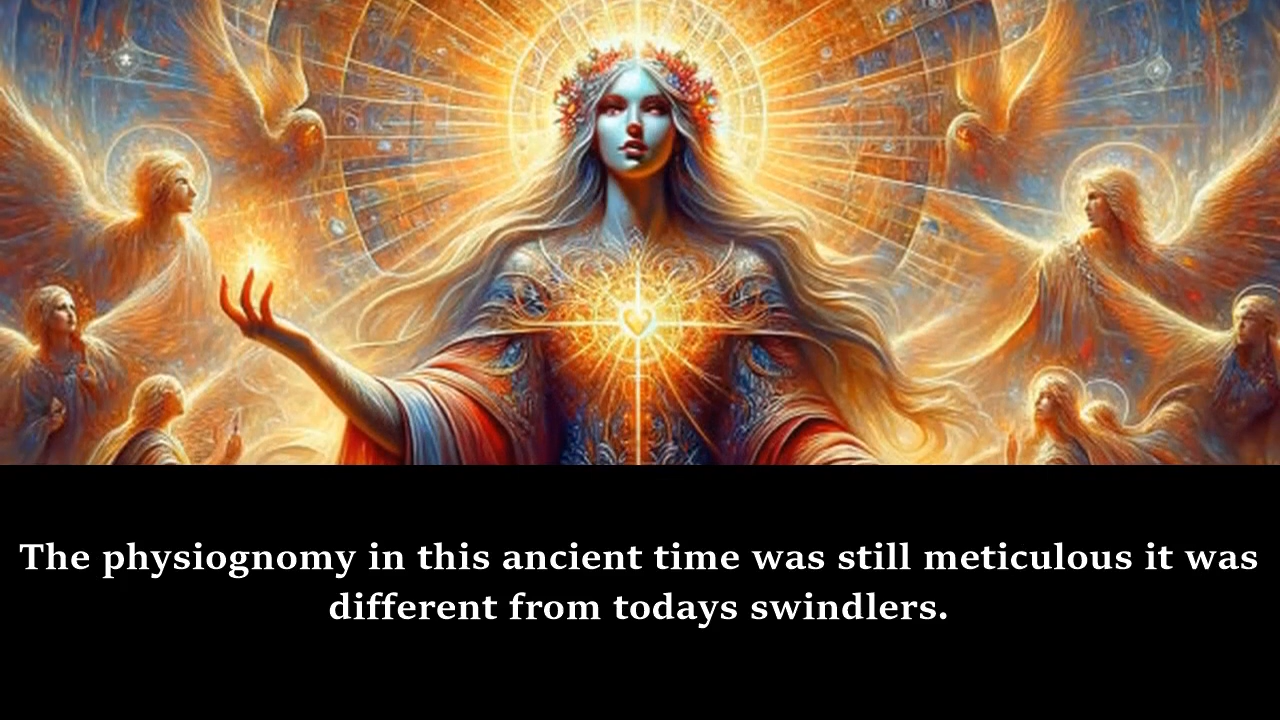 The physiognomy in this ancient time was still meticulous it was
different from todays swindlers.